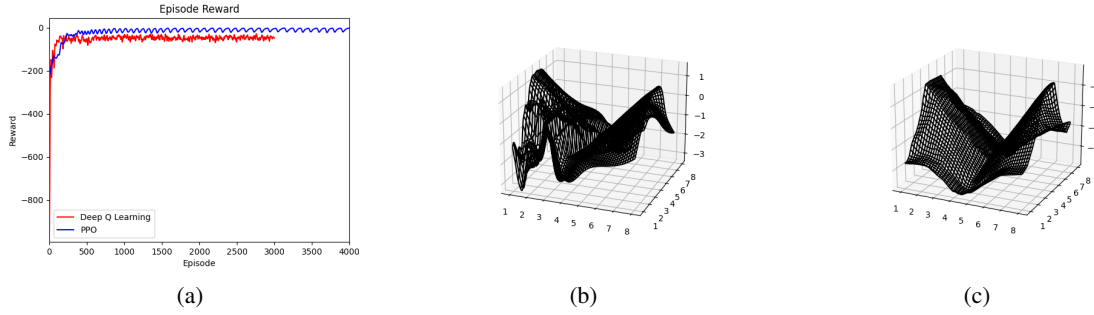 Episode Reward
Reward
0
−200
−400
−600
−800
0 500 1000 1500 2000 2500 3000 3500 4000
Episode
Deep Q Learning
PPO
(a)
1
0
−1
−2
−3
1 2 3 4 5 6 7 8
1 2 3 4 5 6 7 8
(b)
1 2 3 4 5 6 7 8
1 2 3 4 5 6 7 8
(c)